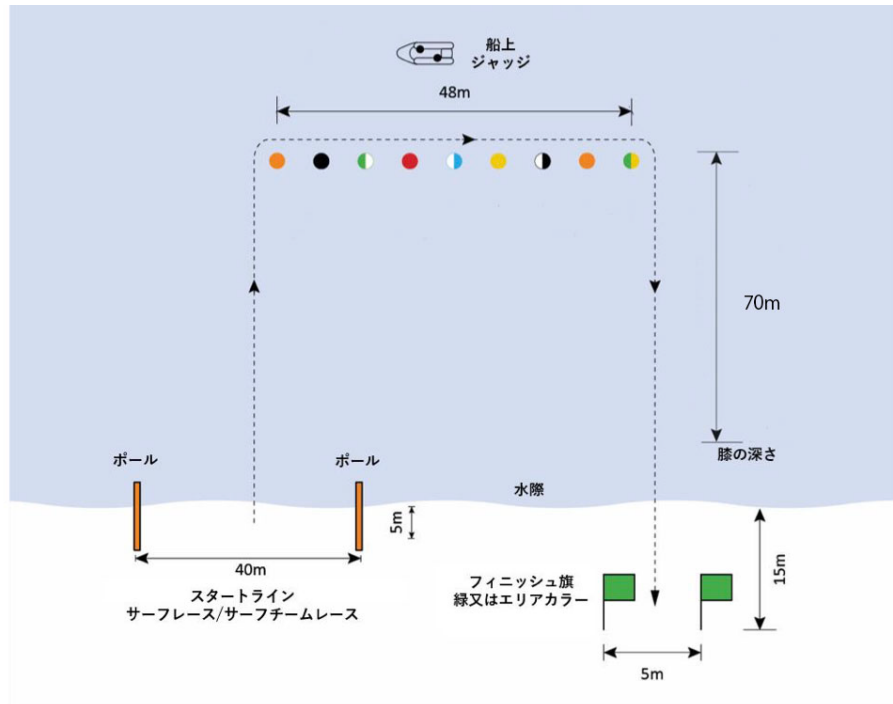 船上
ジャッジ
48m
70m
膝の深さ
ポール
ポール
水際
5m
40m
15m
スタートライン
サーフレース/サーフチームレース
フィニッシュ旗
緑又はエリアカラー
5m